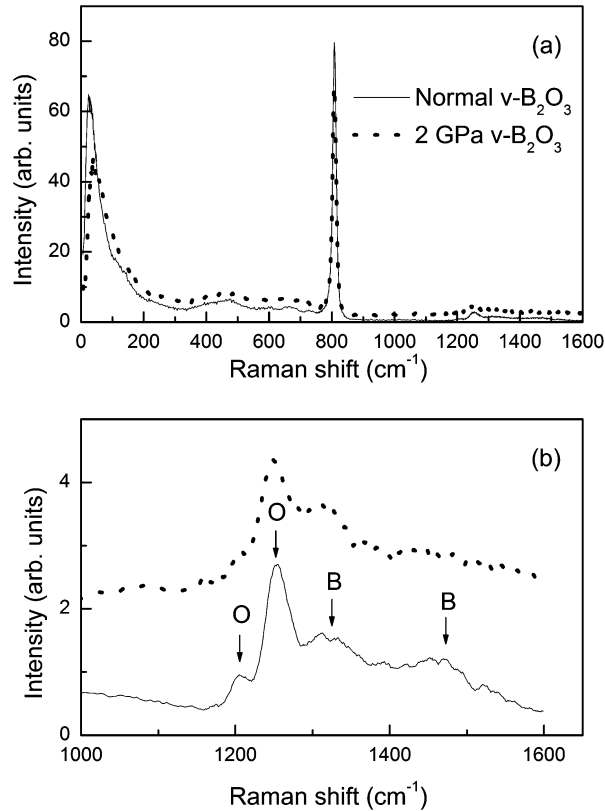 (a)
Normal v-B₂O₃
2 GPa v-B₂O₃
Intensity (arb. units)
80
60
40
20
0
0 200 400 600 800 1000 1200 1400 1600
Raman shift (cm⁻¹)
(b)
Intensity (arb. units)
4
2
0
O
O
B
B
1000 1200 1400 1600
Raman shift (cm⁻¹)